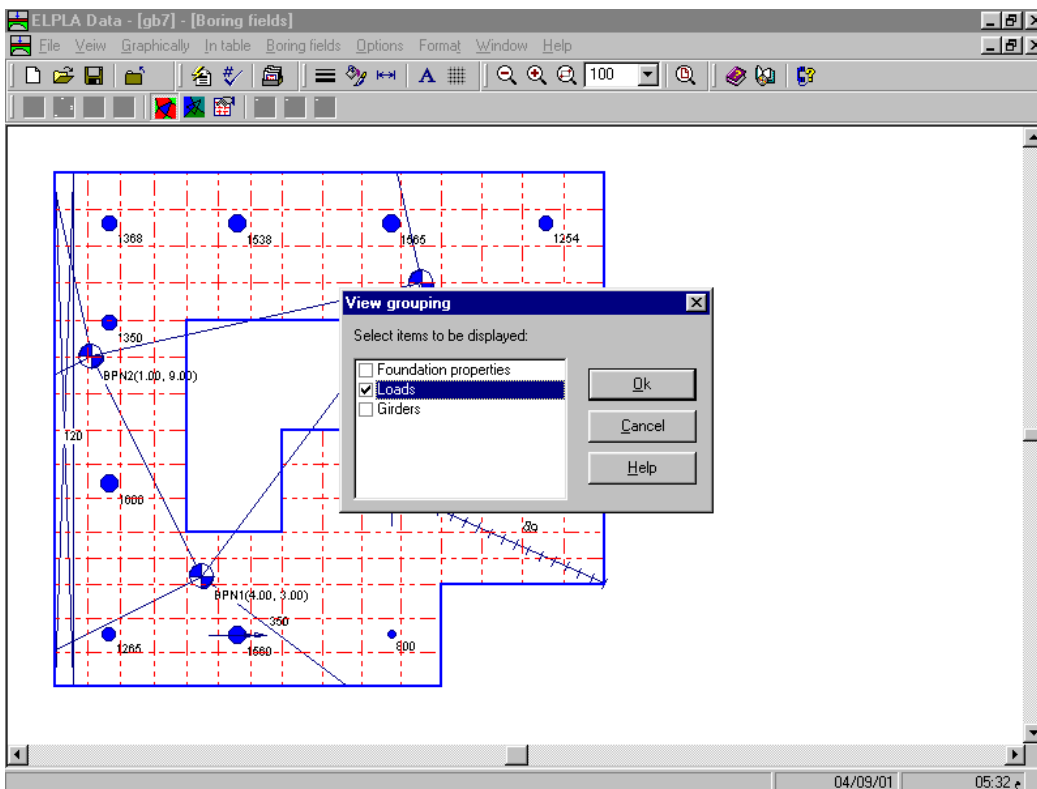 ELPLA Data - [gb7] - [Boring fields]
File Veiw Graphically In table Boring fields Options Format Window Help
A 100
1368 1538 1565 1254
View grouping
Select items to be displayed:
Foundation properties
Loads
Girders
Ok
Cancel
Help
1350
BPN2(1.00, 9.00)
120
1000
80
BPN1(4.00, 3.00)
350
1265 1560 800
04/09/01 05:32 م